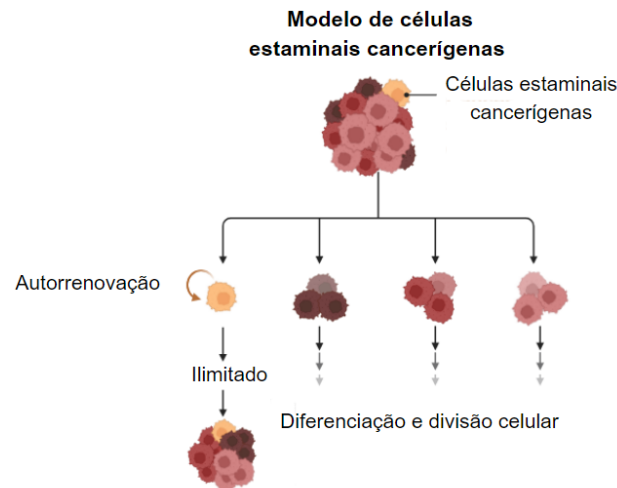 Modelo de células
estaminais cancerígenas
Células estaminais
cancerígenas
Autorrenovação
Ilimitado
Diferenciação e divisão celular